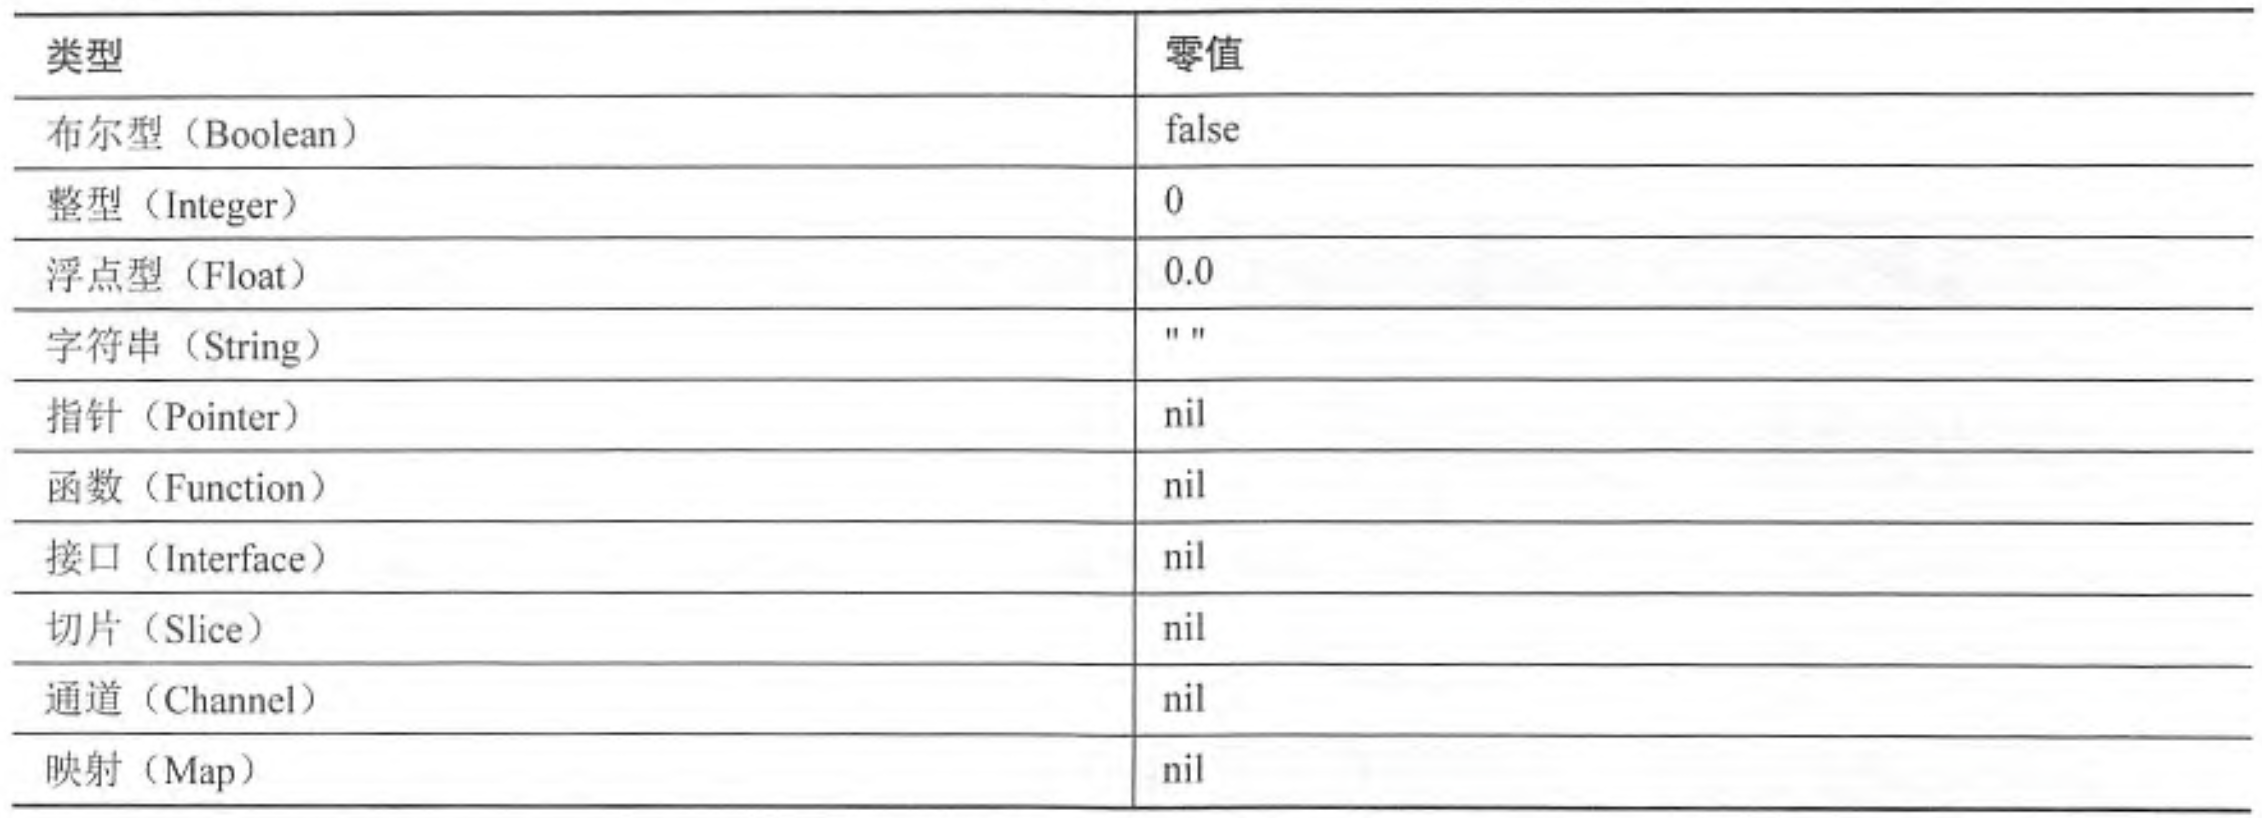 类型 零值
布尔型（Boolean） false
整型（Integer） 0
浮点型（Float） 0.0
字符串（String） " "
指针（Pointer） nil
函数（Function） nil
接口（Interface） nil
切片（Slice） nil
通道（Channel） nil
映射（Map） nil